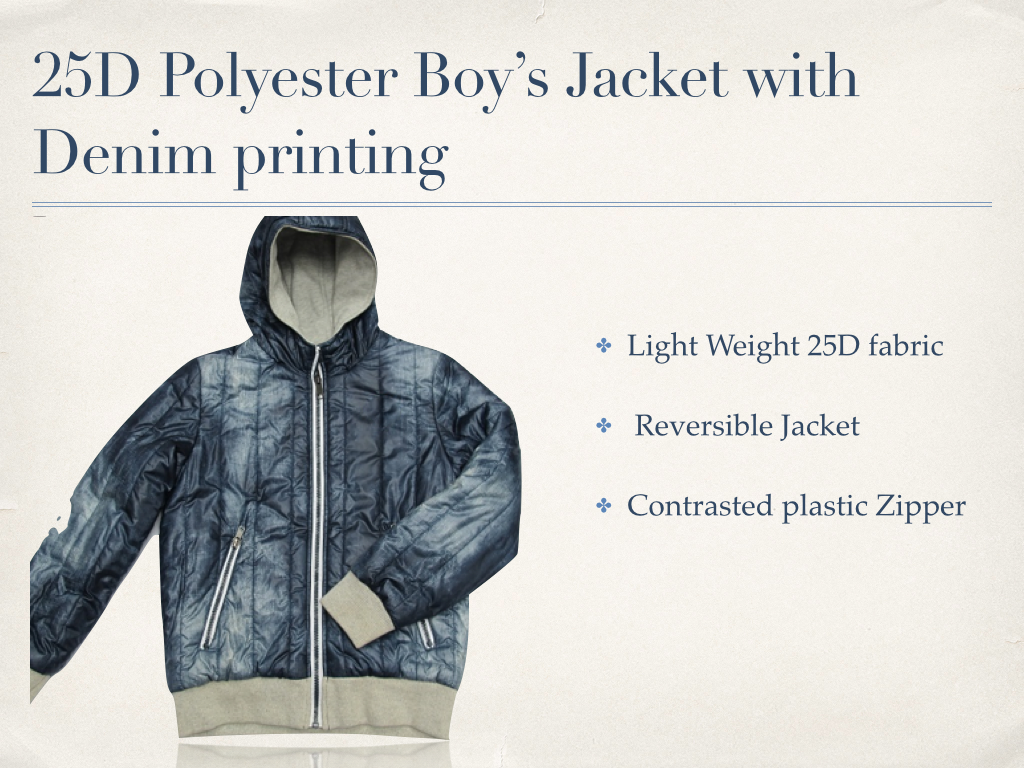 25D Polyester Boy’s Jacket with
Denim printing
Light Weight 25D fabric
Reversible Jacket
Contrasted plastic Zipper